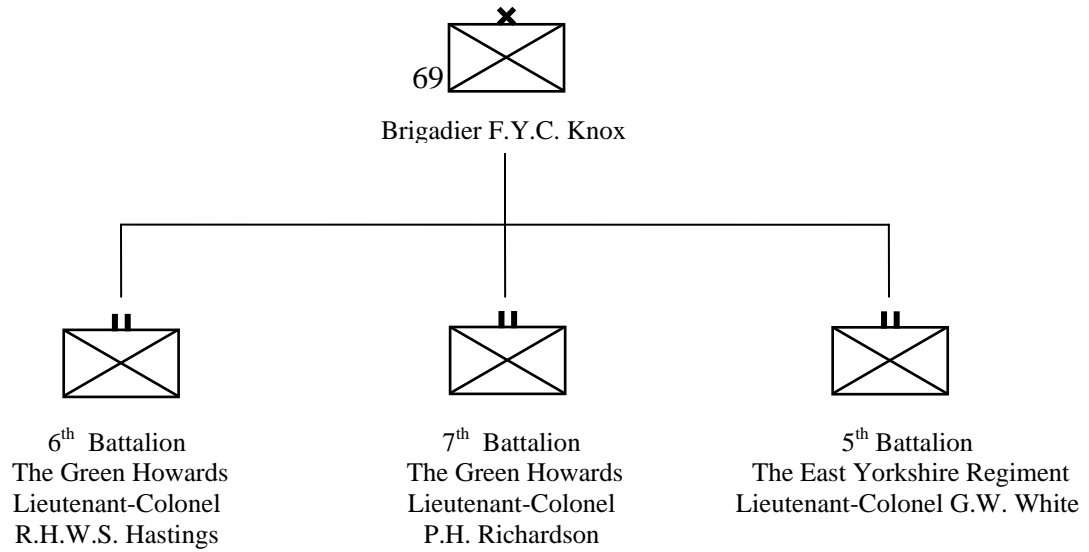 69
Brigadier F.Y.C. Knox
6th Battalion
The Green Howards
Lieutenant-Colonel
R.H.W.S. Hastings
7th Battalion
The Green Howards
Lieutenant-Colonel
P.H. Richardson
5th Battalion
The East Yorkshire Regiment
Lieutenant-Colonel G.W. White